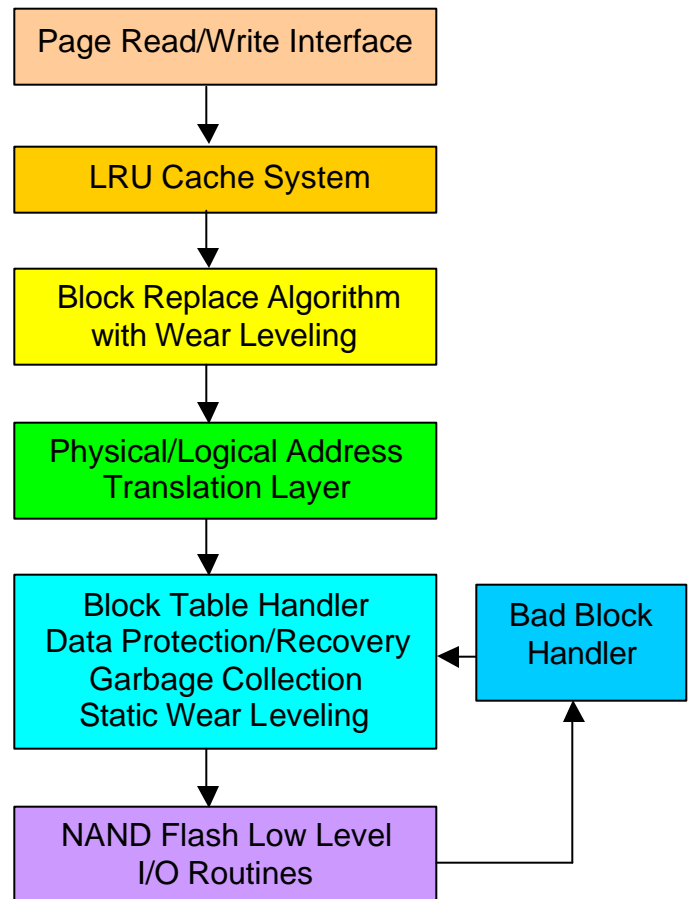 Page Read/Write Interface
LRU Cache System
Block Replace Algorithm
with Wear Leveling
Physical/Logical Address
Translation Layer
Block Table Handler
Data Protection/Recovery
Garbage Collection
Static Wear Leveling
Bad Block
Handler
NAND Flash Low Level
I/O Routines